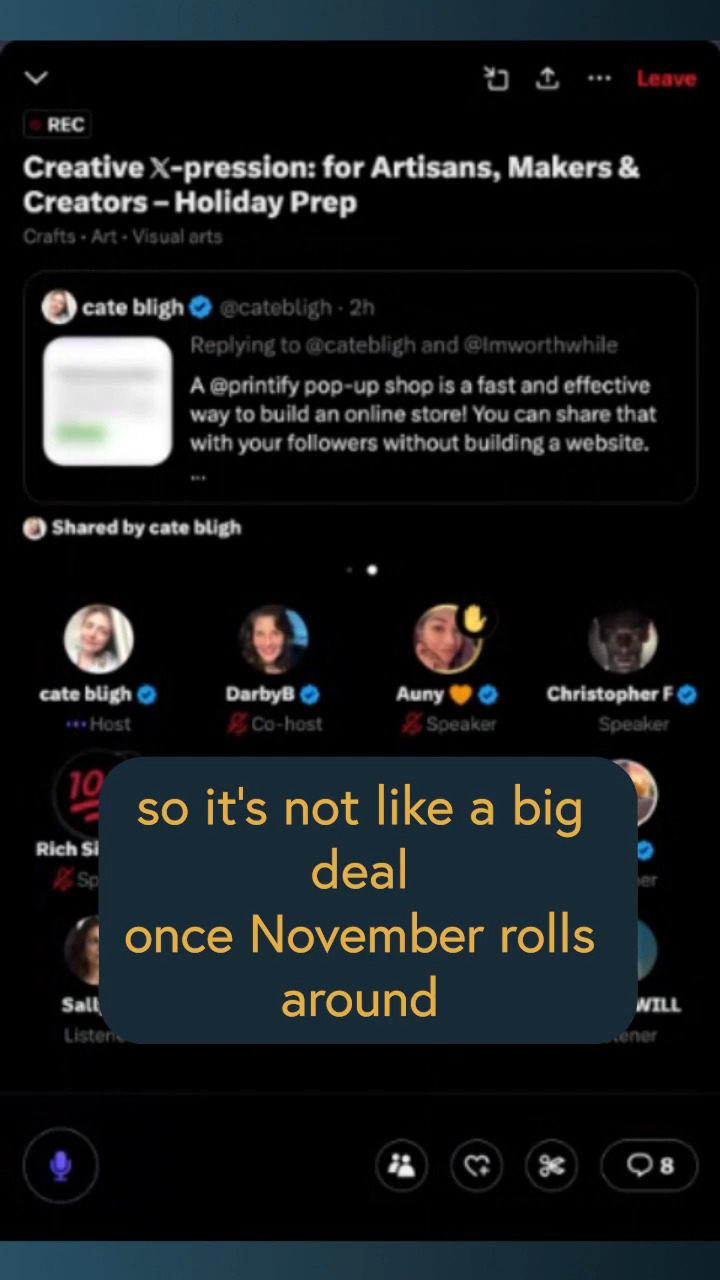 Leave
REC
Creative 𝕏-pression: for Artisans, Makers &
Creators – Holiday Prep
Crafts • Art • Visual arts
cate bligh @catebligh · 2h
Replying to @catebligh and @Imworthwhile
A @printify pop-up shop is a fast and effective
way to build an online store! You can share that
with your followers without building a website.
...
Shared by cate bligh
cate bligh DarbyB Auny 🧡 Christopher F
Host Co-host Speaker Speaker
Rich
so it's not like a big
deal
once November rolls
around
8